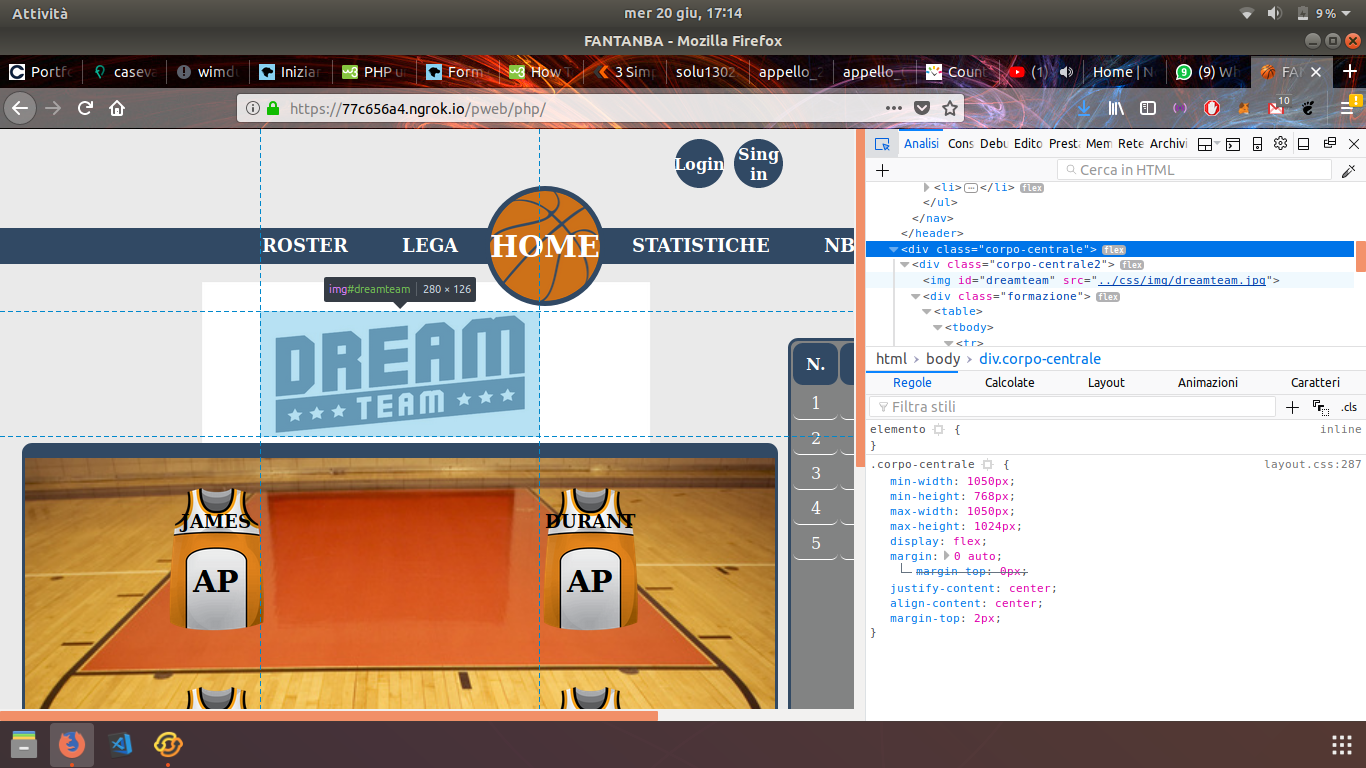 Attività
mer 20 giu, 17:14
9 %
FANTANBA - Mozilla Firefox
Portf
caseva
wimdu
Iniziar
PHP u
Form
How T
3 Simp
solu1302
appello_2
appello_
Count
(1)
Home | N
(9) Wh
FA
https://77c656a4.ngrok.io/pweb/php/
10
Login
Sing in
ROSTER
LEGA
HOME
STATISTICHE
NB
img#dreamteam | 280 × 126
DREAM
TEAM
JAMES
AP
DURANT
AP
N.
1
2
3
4
5
Analisi
Cons
Debu
Edito
Presta
Mem
Rete
Archivi
Cerca in HTML
<li> </li> flex
</ul>
</nav>
</header>
<div class="corpo-centrale"> flex
<div class="corpo-centrale2"> flex
<img id="dreamteam" src="../css/img/dreamteam.jpg">
<div class="formazione"> flex
<table>
<tbody>
<tr>
html › body › div.corpo-centrale
Regole
Calcolate
Layout
Animazioni
Caratteri
Filtra stili
.cls
elemento {
inline
}
.corpo-centrale {
layout.css:287
min-width: 1050px;
min-height: 768px;
max-width: 1050px;
max-height: 1024px;
display: flex;
margin: 0 auto;
margin-top: 0px;
justify-content: center;
align-content: center;
margin-top: 2px;
}